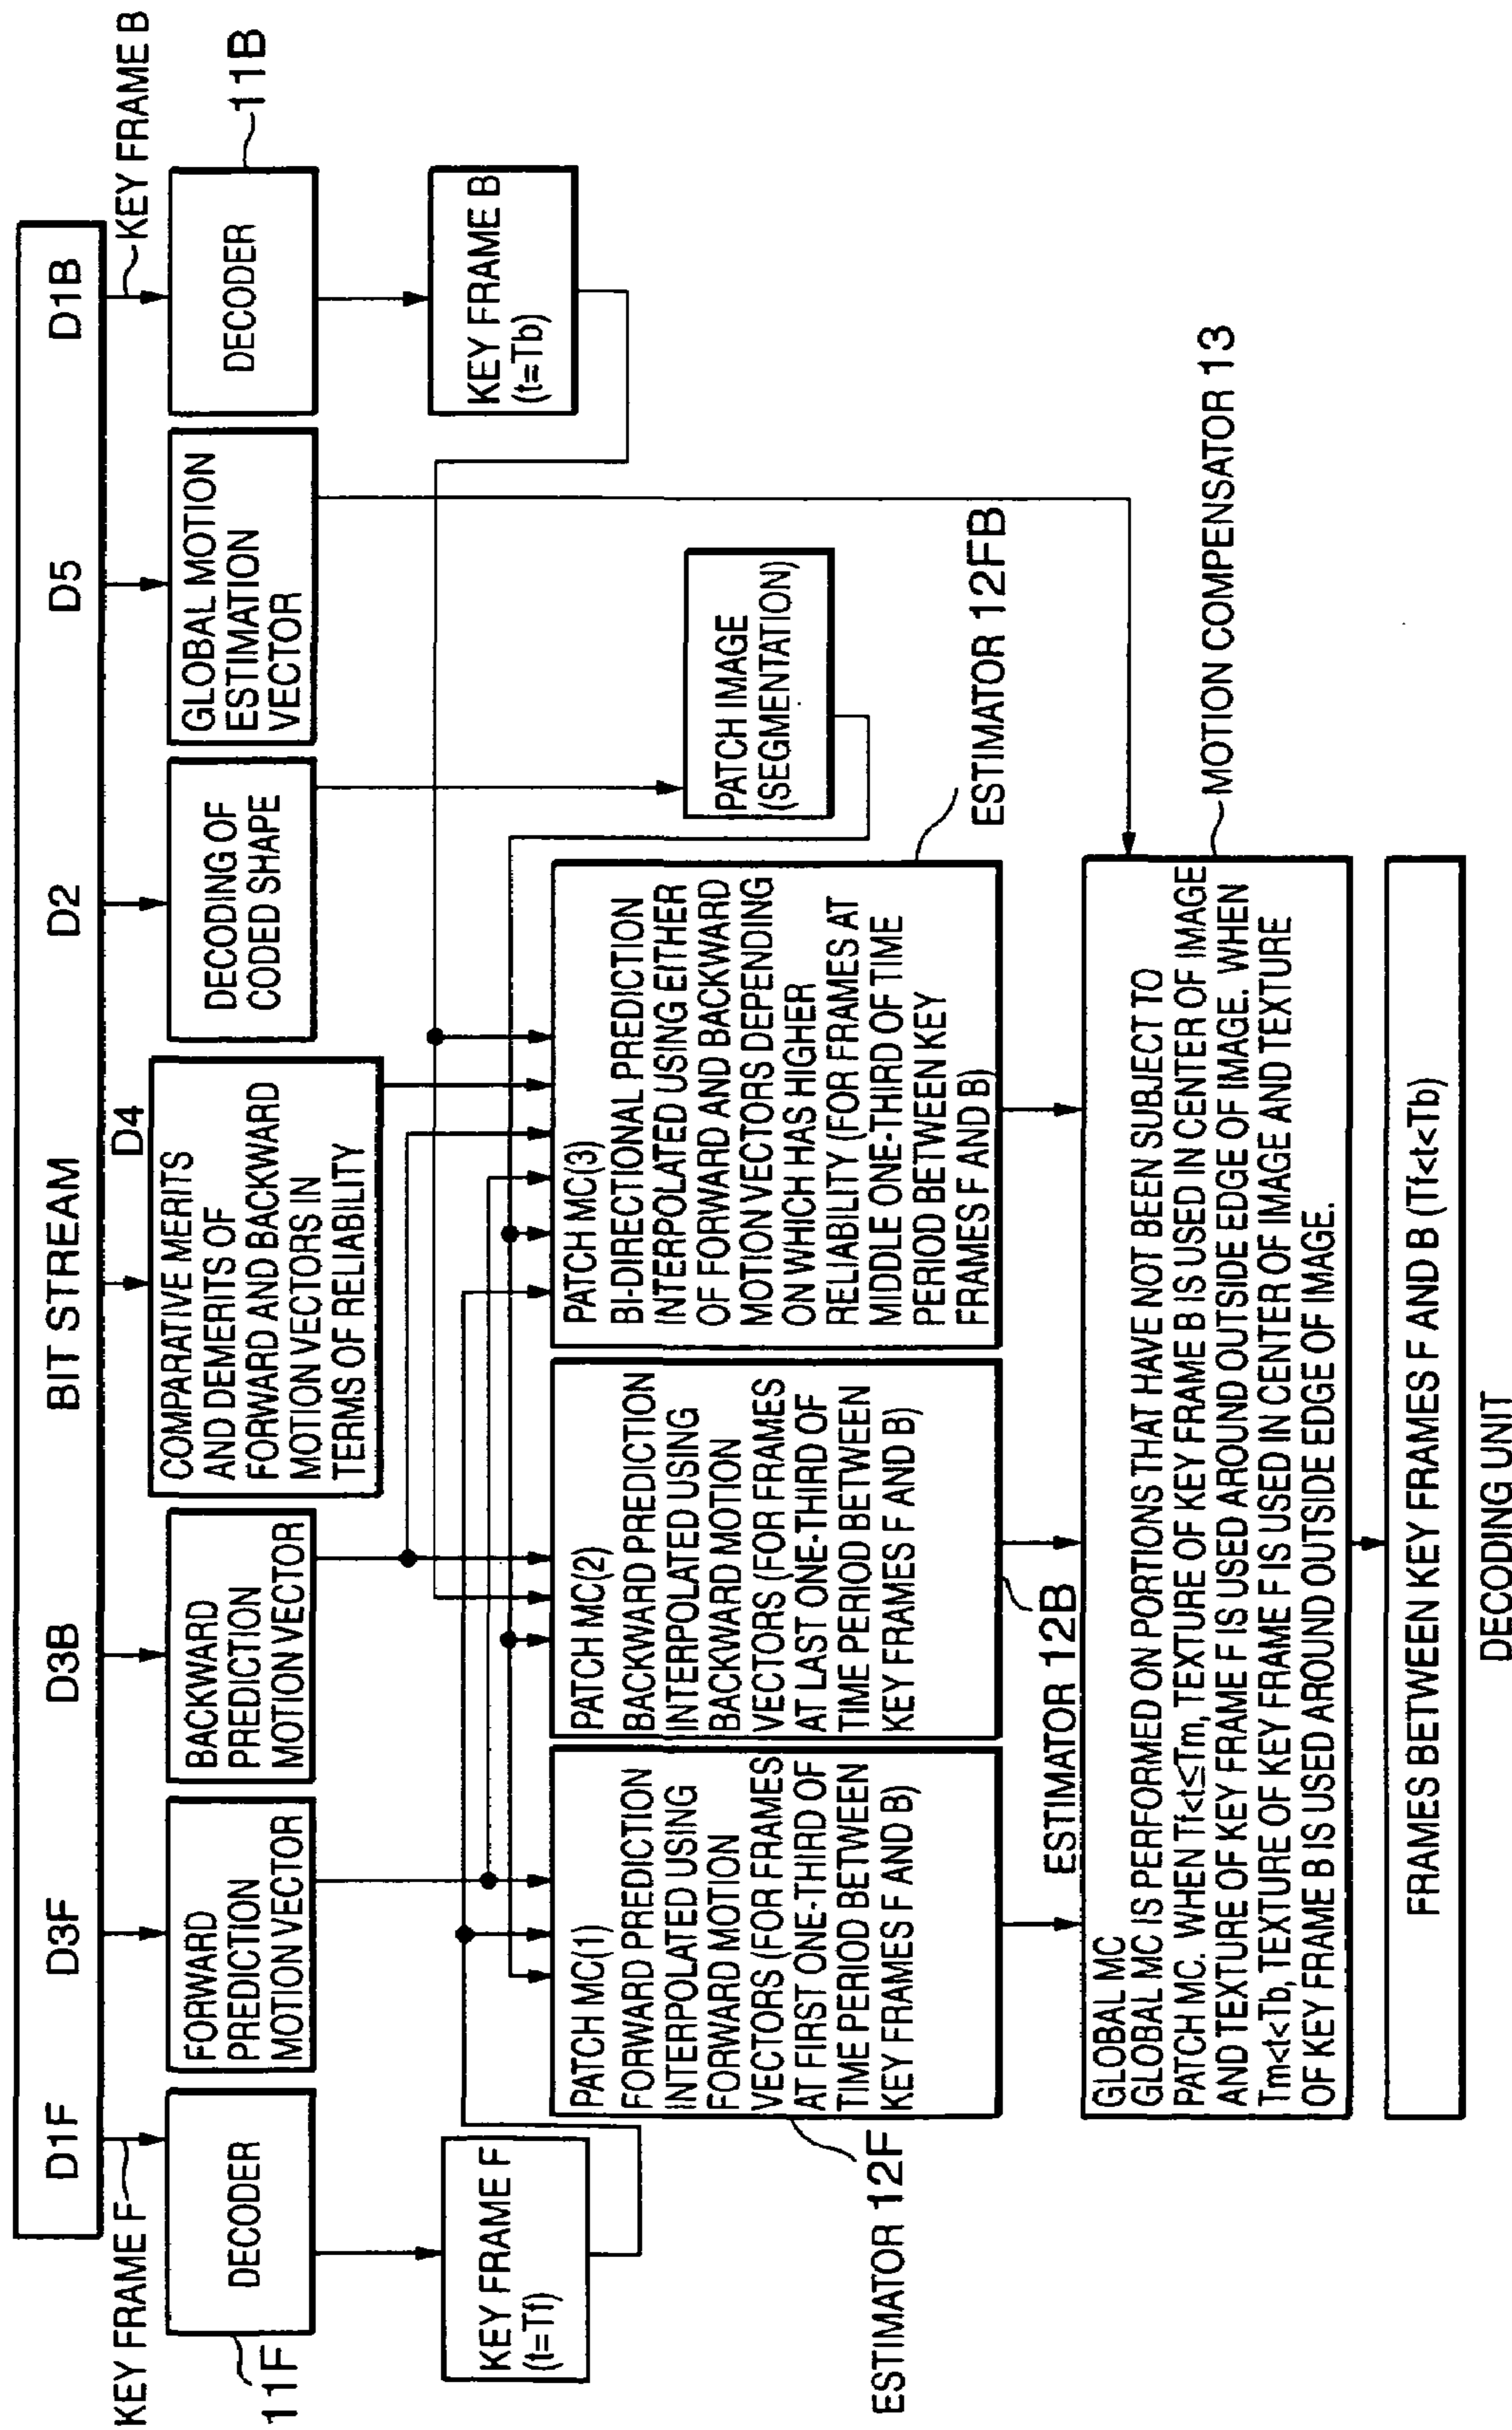 BIT STREAM
D1F
D3F
D3B
D4
D2
D5
D1B
KEY FRAME F
KEY FRAME B
11F
DECODER
FORWARD
PREDICTION
MOTION VECTOR
BACKWARD
PREDICTION
MOTION VECTOR
COMPARATIVE MERITS
AND DEMERITS OF
FORWARD AND BACKWARD
MOTION VECTORS IN
TERMS OF RELIABILITY
DECODING OF
CODED SHAPE
GLOBAL MOTION
ESTIMATION
VECTOR
DECODER
11B
KEY FRAME F
(t=Tf)
KEY FRAME B
(t=Tb)
PATCH IMAGE
(SEGMENTATION)
PATCH MC(1)
FORWARD PREDICTION
INTERPOLATED USING
FORWARD MOTION
VECTORS (FOR FRAMES
AT FIRST ONE-THIRD OF
TIME PERIOD BETWEEN
KEY FRAMES F AND B)
PATCH MC(2)
BACKWARD PREDICTION
INTERPOLATED USING
BACKWARD MOTION
VECTORS (FOR FRAMES
AT LAST ONE-THIRD OF
TIME PERIOD BETWEEN
KEY FRAMES F AND B)
PATCH MC(3)
BI-DIRECTIONAL PREDICTION
INTERPOLATED USING EITHER
OF FORWARD AND BACKWARD
MOTION VECTORS DEPENDING
ON WHICH HAS HIGHER
RELIABILITY (FOR FRAMES AT
MIDDLE ONE-THIRD OF TIME
PERIOD BETWEEN KEY
FRAMES F AND B)
ESTIMATOR 12F
ESTIMATOR 12B
ESTIMATOR 12FB
MOTION COMPENSATOR 13
GLOBAL MC
GLOBAL MC IS PERFORMED ON PORTIONS THAT HAVE NOT BEEN SUBJECT TO
PATCH MC. WHEN Tf<t≤Tm, TEXTURE OF KEY FRAME B IS USED IN CENTER OF IMAGE
AND TEXTURE OF KEY FRAME F IS USED AROUND OUTSIDE EDGE OF IMAGE. WHEN
Tm<t<Tb, TEXTURE OF KEY FRAME F IS USED IN CENTER OF IMAGE AND TEXTURE
OF KEY FRAME B IS USED AROUND OUTSIDE EDGE OF IMAGE.
FRAMES BETWEEN KEY FRAMES F AND B (Tf<t<Tb)
DECODING UNIT